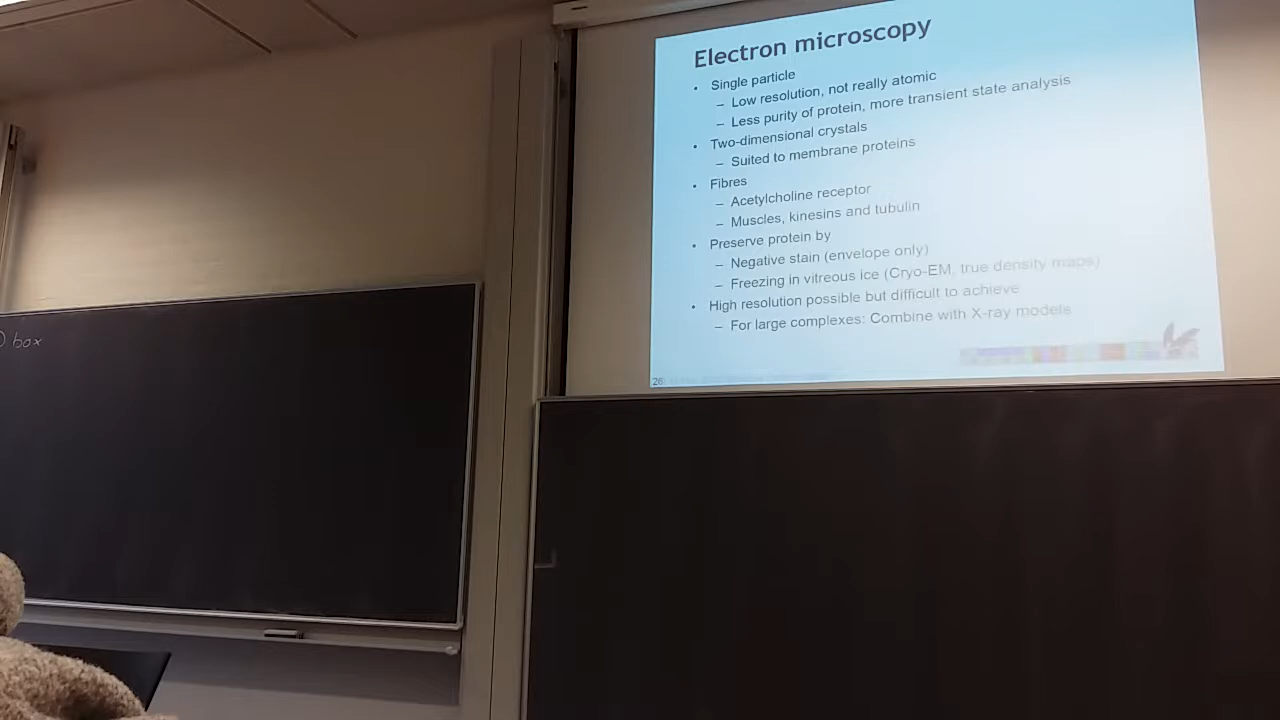 Electron microscopy
• Single particle
– Low resolution, not really atomic
– Less purity of protein, more transient state analysis
• Two-dimensional crystals
– Suited to membrane proteins
• Fibres
– Acetylcholine receptor
– Muscles, kinesins and tubulin
• Preserve protein by
– Negative stain (envelope only)
– Freezing in vitreous ice (Cryo-EM, true density maps)
• High resolution possible but difficult to achieve
– For large complexes: Combine with X-ray models
26
box